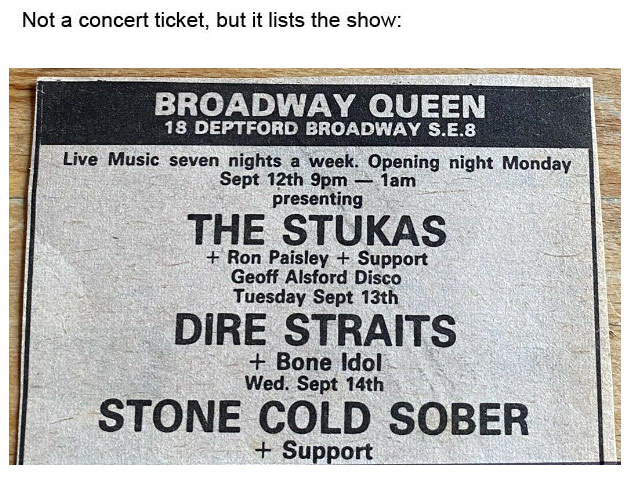 Not a concert ticket, but it lists the show:
BROADWAY QUEEN
18 DEPTFORD BROADWAY S.E.8
Live Music seven nights a week. Opening night Monday
Sept 12th 9pm — 1am
presenting
THE STUKAS
+ Ron Paisley + Support
Geoff Alsford Disco
Tuesday Sept 13th
DIRE STRAITS
+ Bone Idol
Wed. Sept 14th
STONE COLD SOBER
+ Support